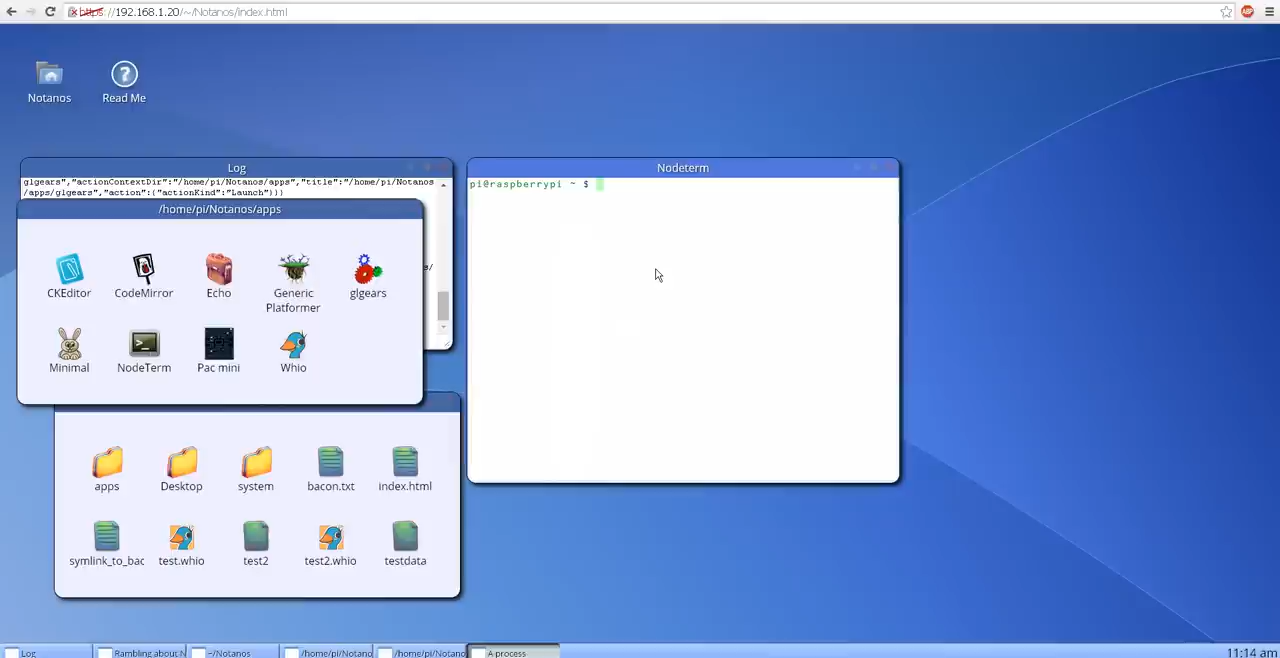 https://192.168.1.20/~/Notanos/index.html
ABP
Notanos
Read Me
Log
glgears","actionContextDir":"/home/pi/Notanos/apps","title":"/home/pi/Notanos
/apps/glgears","action":{"actionKind":"Launch"}})
/home/pi/Notanos/apps
CKEditor
CodeMirror
Echo
Generic
Platformer
glgears
Minimal
NodeTerm
Pac mini
Whio
Nodeterm
pi@raspberrypi ~ $
apps
Desktop
system
bacon.txt
index.html
symlink_to_bac
test.whio
test2
test2.whio
testdata
Log
Rambling about N
~/Notanos
/home/pi/Notano
/home/pi/Notano
A process
11:14 am